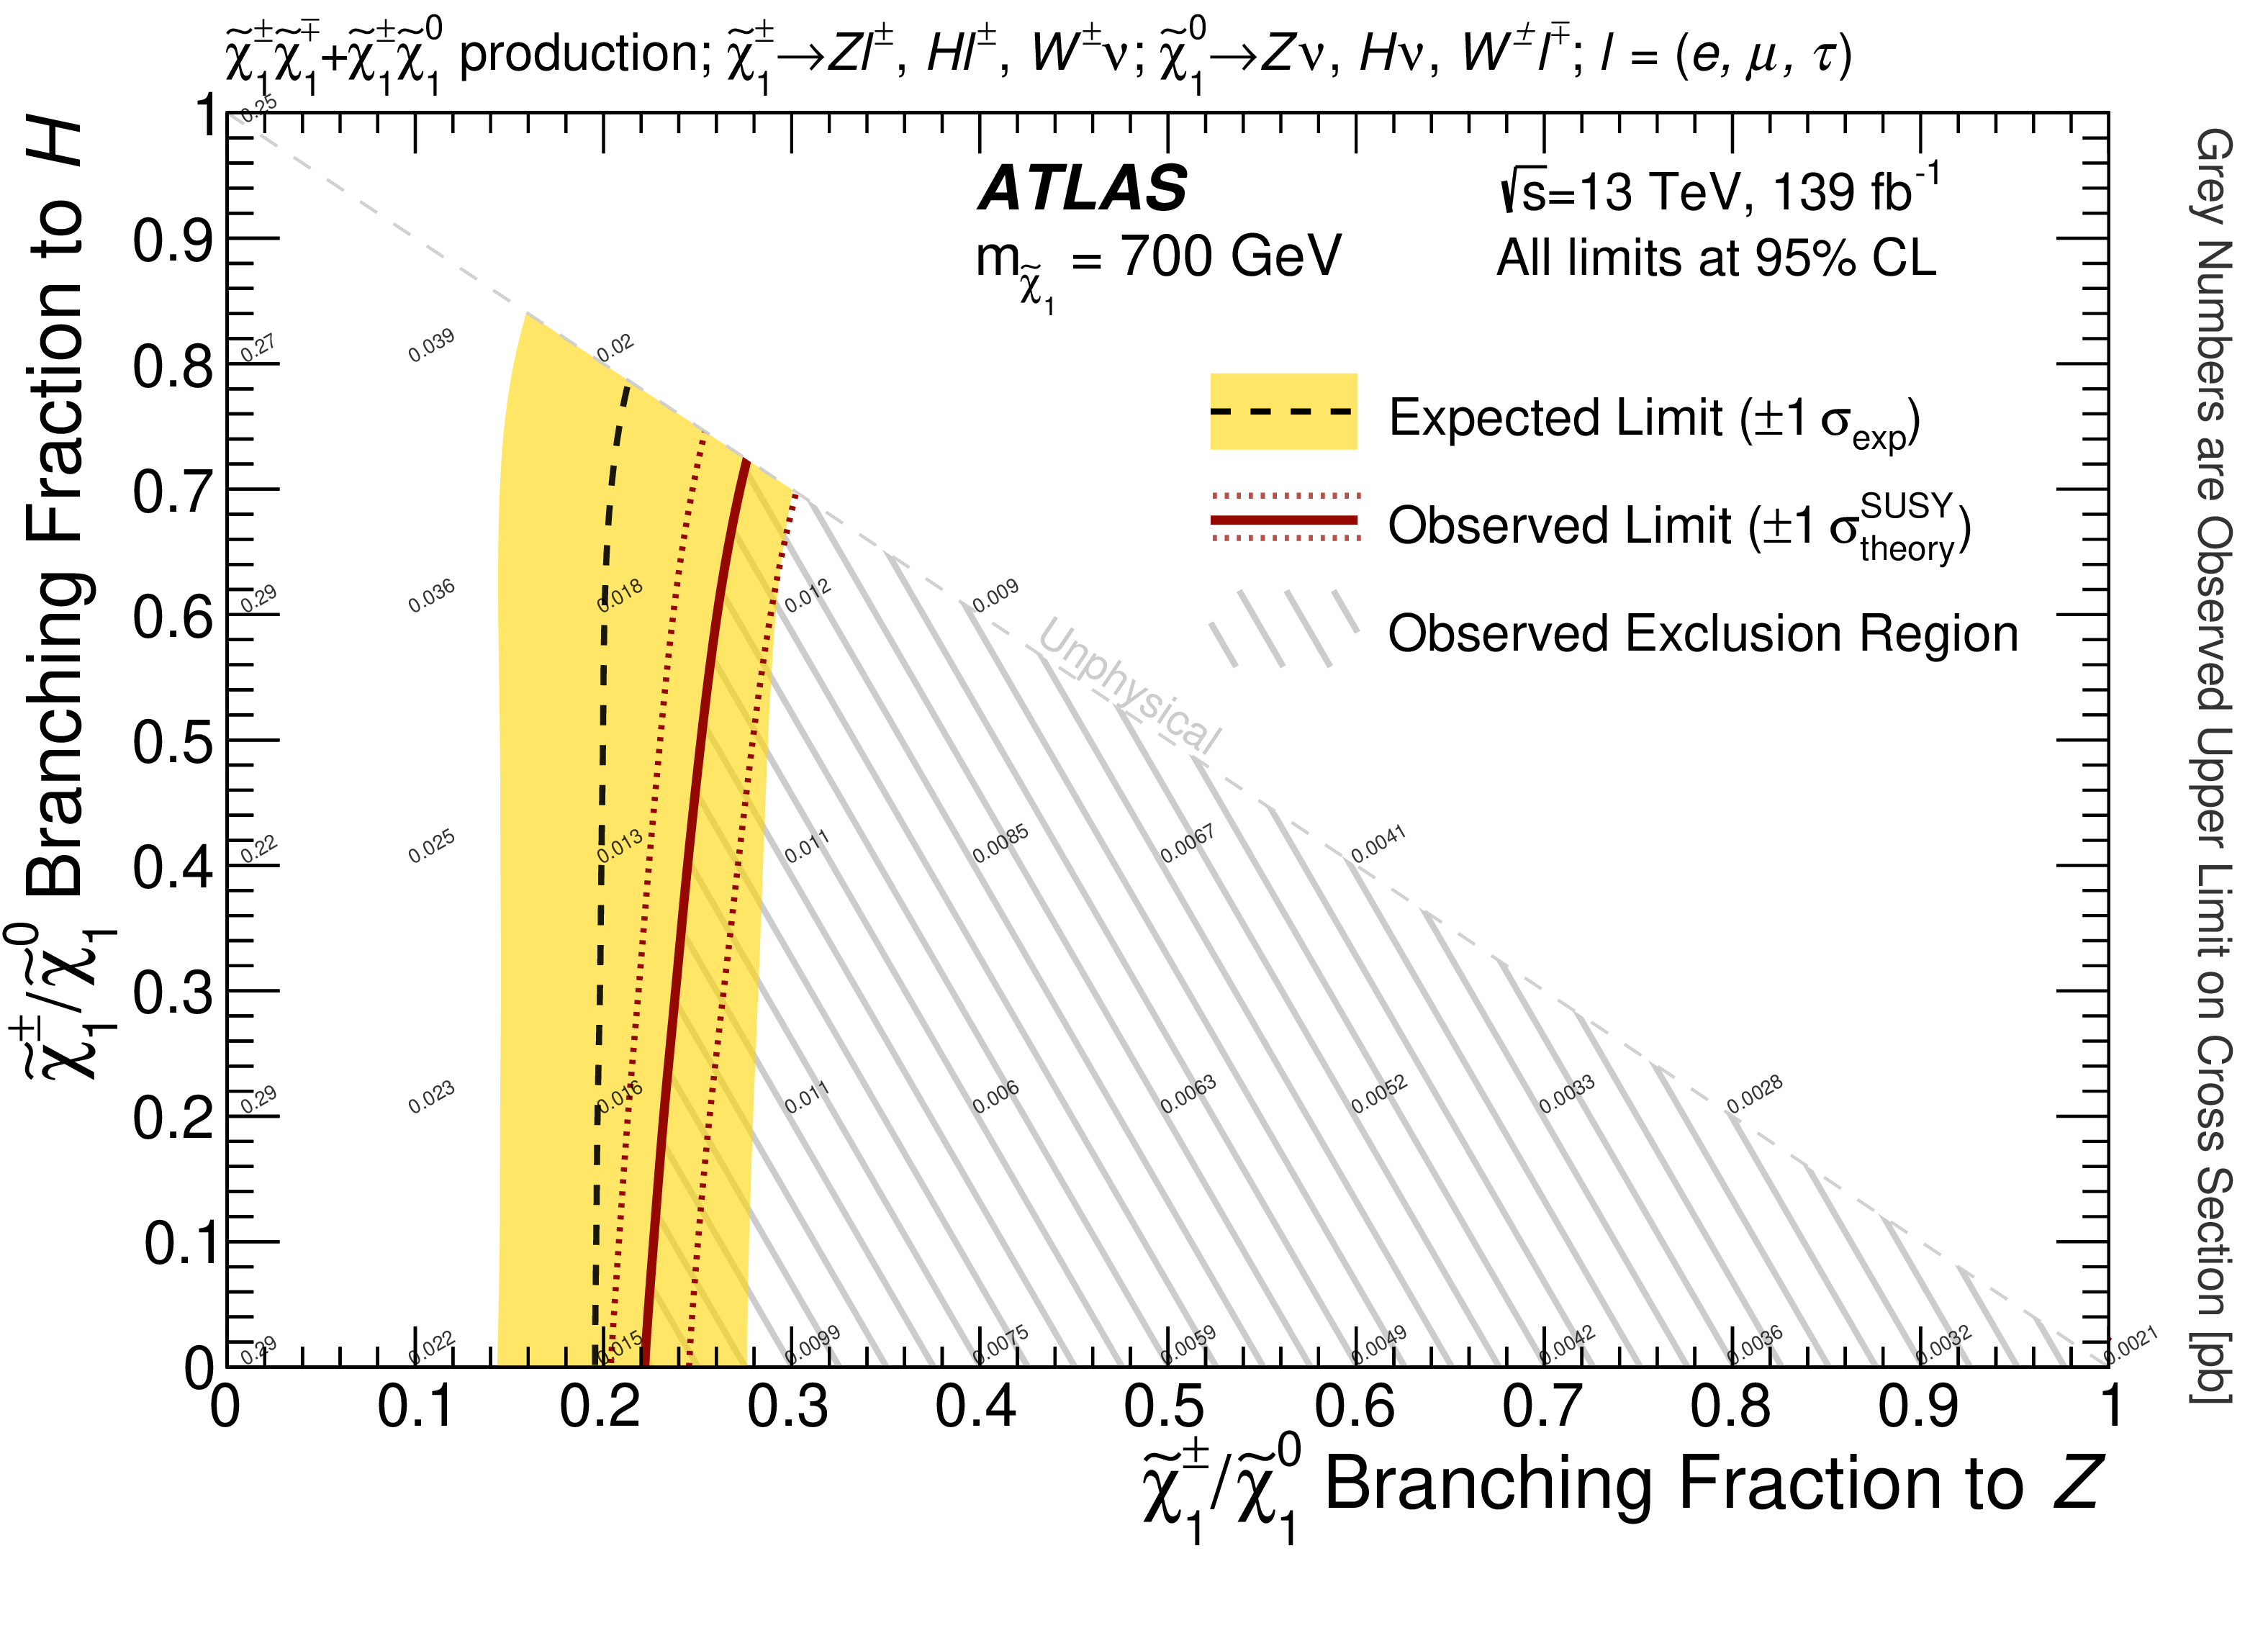 χ̃₁±χ̃₁∓+χ̃₁±χ̃₁⁰ production; χ̃₁±→Zl±, Hl±, W±ν; χ̃₁⁰→Zν, Hν, W±l∓; l = (e, μ, τ)
ATLAS
√s=13 TeV, 139 fb⁻¹
m_χ̃₁ = 700 GeV
All limits at 95% CL
Expected Limit (±1 σ_exp)
Observed Limit (±1 σ_theory^SUSY)
Observed Exclusion Region
Unphysical
χ̃₁±/χ̃₁⁰ Branching Fraction to H
1
0.9
0.8
0.7
0.6
0.5
0.4
0.3
0.2
0.1
0
0.25
0.27 0.039 0.02
0.29 0.036 0.018 0.012 0.009
0.22 0.025 0.013 0.011 0.0085 0.0067 0.0041
0.29 0.023 0.016 0.011 0.006 0.0063 0.0052 0.0033 0.0028
0.29 0.022 0.015 0.0099 0.0075 0.0059 0.0049 0.0042 0.0036 0.0032 0.0021
0 0.1 0.2 0.3 0.4 0.5 0.6 0.7 0.8 0.9 1
χ̃₁±/χ̃₁⁰ Branching Fraction to Z
Grey Numbers are Observed Upper Limit on Cross Section [pb]